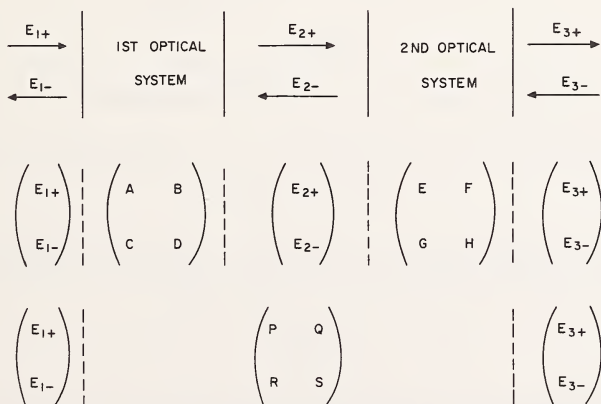 E1+ 1ST OPTICAL E2+ 2ND OPTICAL E3+
E1- SYSTEM E2- SYSTEM E3-
E1+ A B E2+ E F E3+
E1- C D E2- G H E3-
E1+ P Q E3+
E1- R S E3-